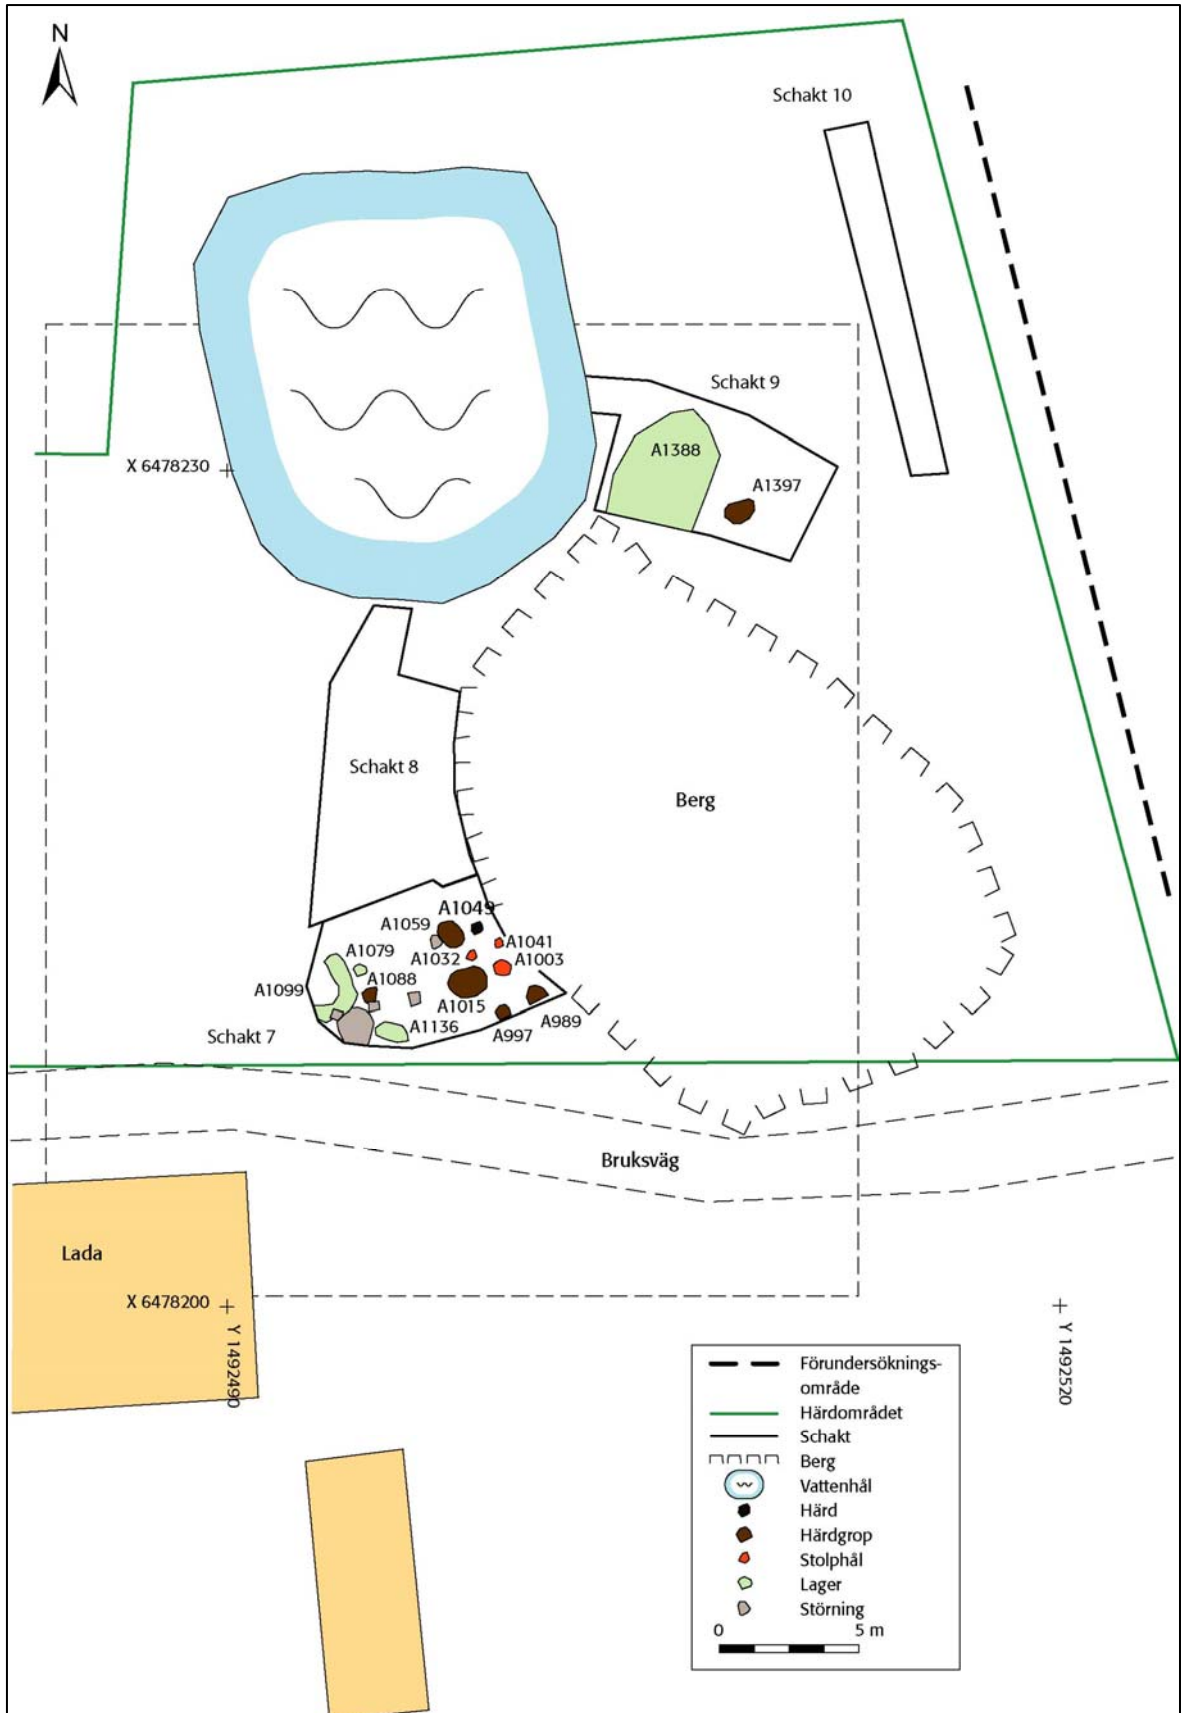 N
Schakt 10
Schakt 9
A1388
X 6478230
A1397
Schakt 8
Berg
A1049
A1059
A1041
A1079
A1032
A1003
A1088
A1099
A1015
A989
A1136
A997
Schakt 7
Bruksväg
Lada
X 6478200
Y 1492490
Y 1492520
Förundersöknings-
område
Härdområdet
Schakt
Berg
Vattenhål
Härd
Härdgrop
Stolphål
Lager
Störning
0 5 m